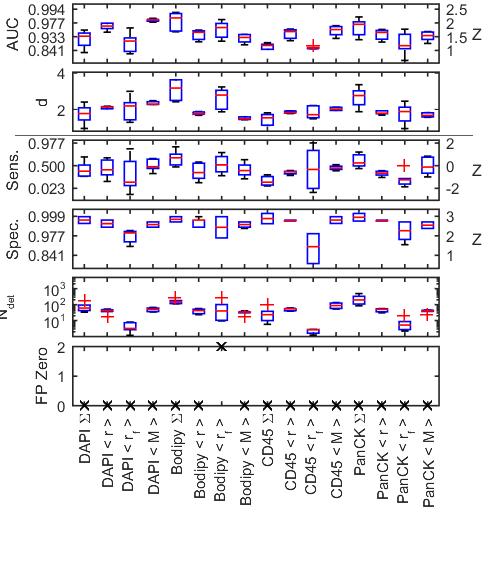 0.994
0.977
0.933
0.841
AUC
2.5
2
1.5
Z
4
2
d
0.977
0.500
0.023
Sens.
2
0
-2
Z
0.999
0.977
0.841
Spec.
3
2
1
Z
10³
10²
10¹
N_del
2
1
0
FP Zero
DAPI Σ
DAPI < r >
DAPI < r_f >
DAPI < M >
Bodipy Σ
Bodipy < r >
Bodipy < r_f >
Bodipy < M >
CD45 Σ
CD45 < r >
CD45 < r_f >
CD45 < M >
PanCK Σ
PanCK < r >
PanCK < r_f >
PanCK < M >